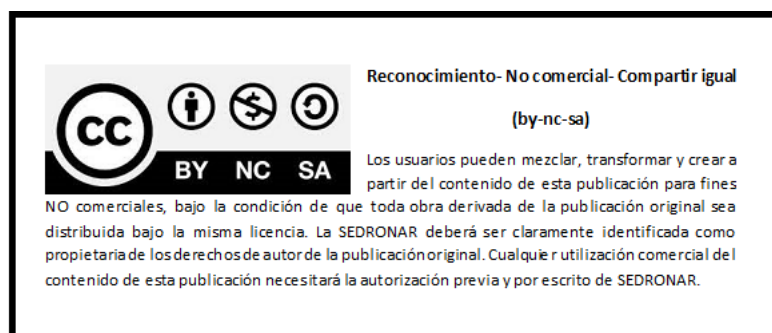 Reconocimiento- No comercial- Compartir igual
(by-nc-sa)
CC
BY NC SA
Los usuarios pueden mezclar, transformar y crear a
partir del contenido de esta publicación para fines
NO comerciales, bajo la condición de que toda obra derivada de la publicación original sea
distribuida bajo la misma licencia. La SEDRONAR deberá ser claramente identificada como
propietaria de los derechos de autor de la publicación original. Cualquier utilización comercial del
contenido de esta publicación necesitará la autorización previa y por escrito de SEDRONAR.